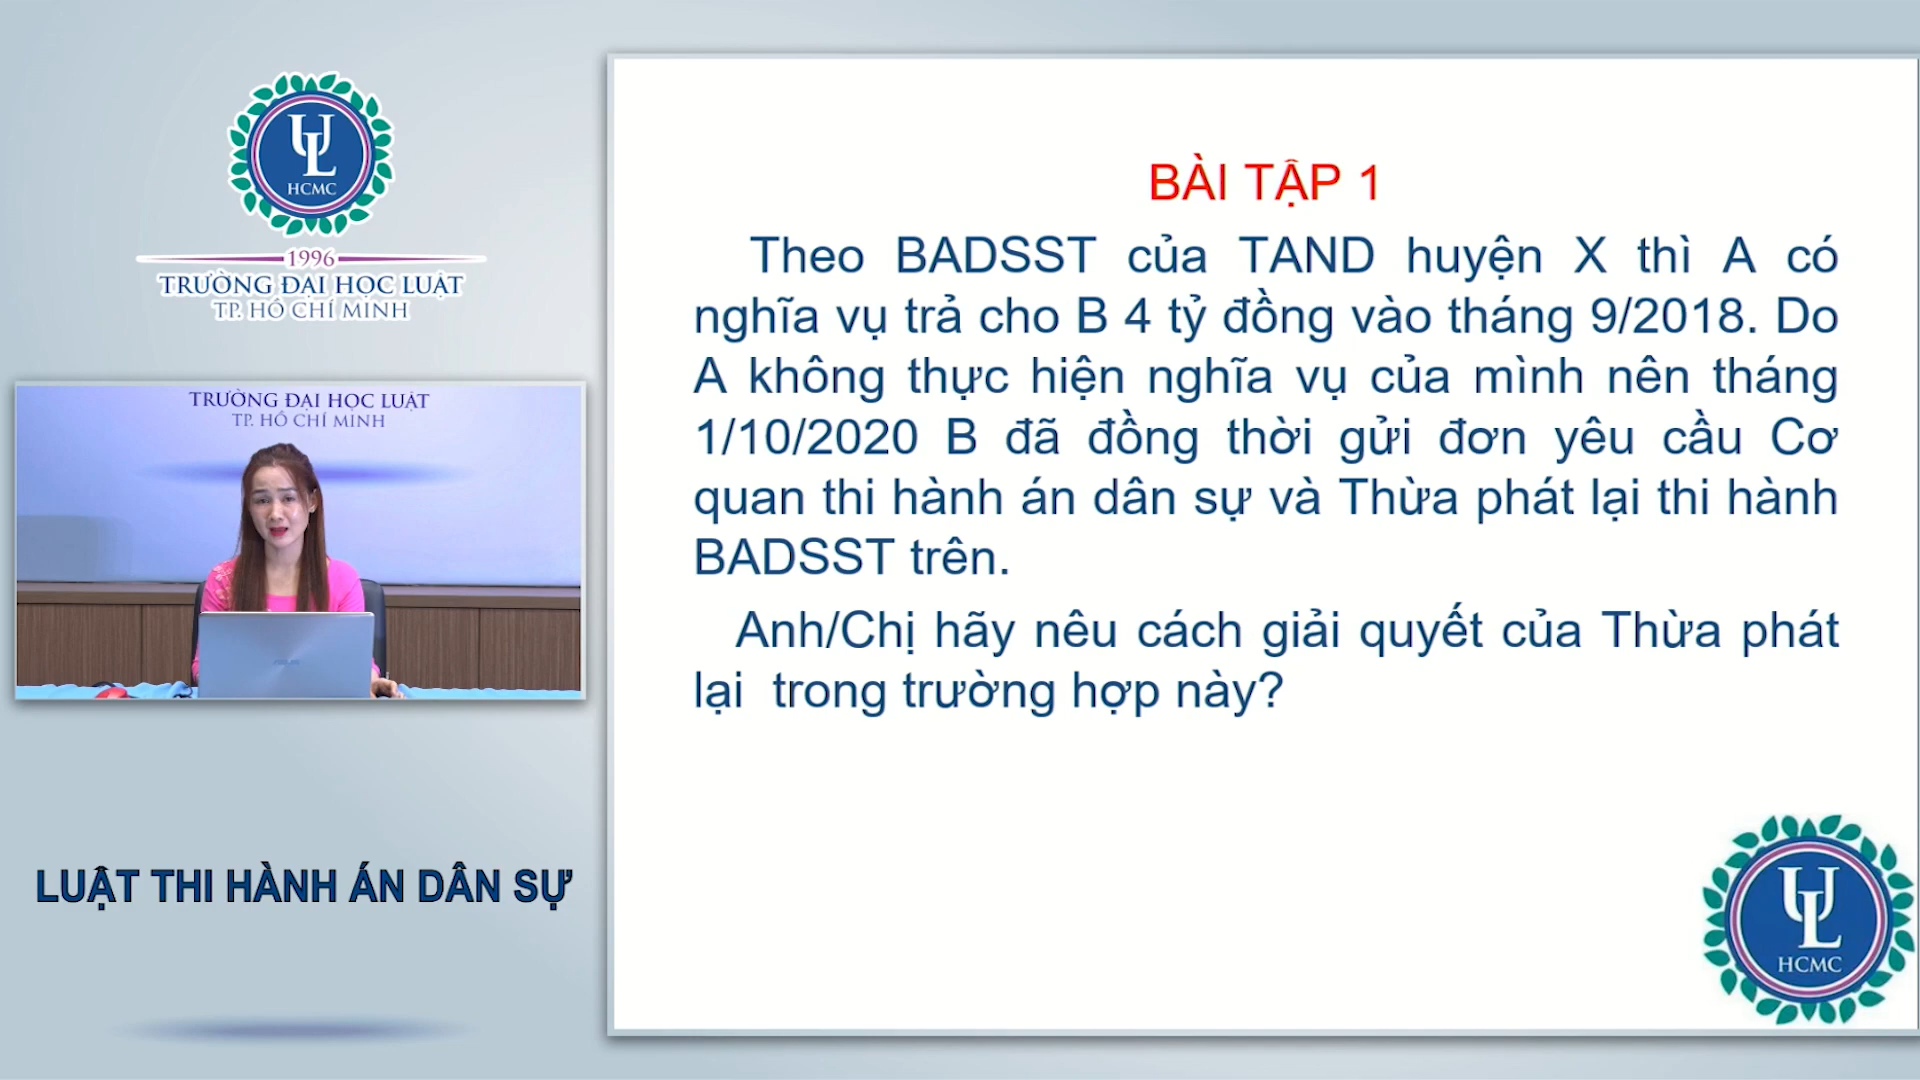 UL
HCMC
1996
TRƯỜNG ĐẠI HỌC LUẬT
TP. HỒ CHÍ MINH
TRƯỜNG ĐẠI HỌC LUẬT
TP. HỒ CHÍ MINH
LUẬT THI HÀNH ÁN DÂN SỰ
BÀI TẬP 1
Theo BADSST của TAND huyện X thì A có
nghĩa vụ trả cho B 4 tỷ đồng vào tháng 9/2018. Do
A không thực hiện nghĩa vụ của mình nên tháng
1/10/2020 B đã đồng thời gửi đơn yêu cầu Cơ
quan thi hành án dân sự và Thừa phát lại thi hành
BADSST trên.
Anh/Chị hãy nêu cách giải quyết của Thừa phát
lại trong trường hợp này?
UL
HCMC